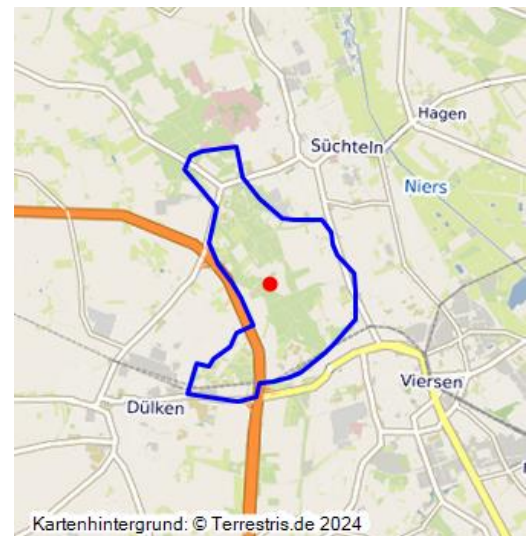 Hagen
Süchteln
Niers
Viersen
Dülken
Kartenhintergrund: © Terrestris.de 2024